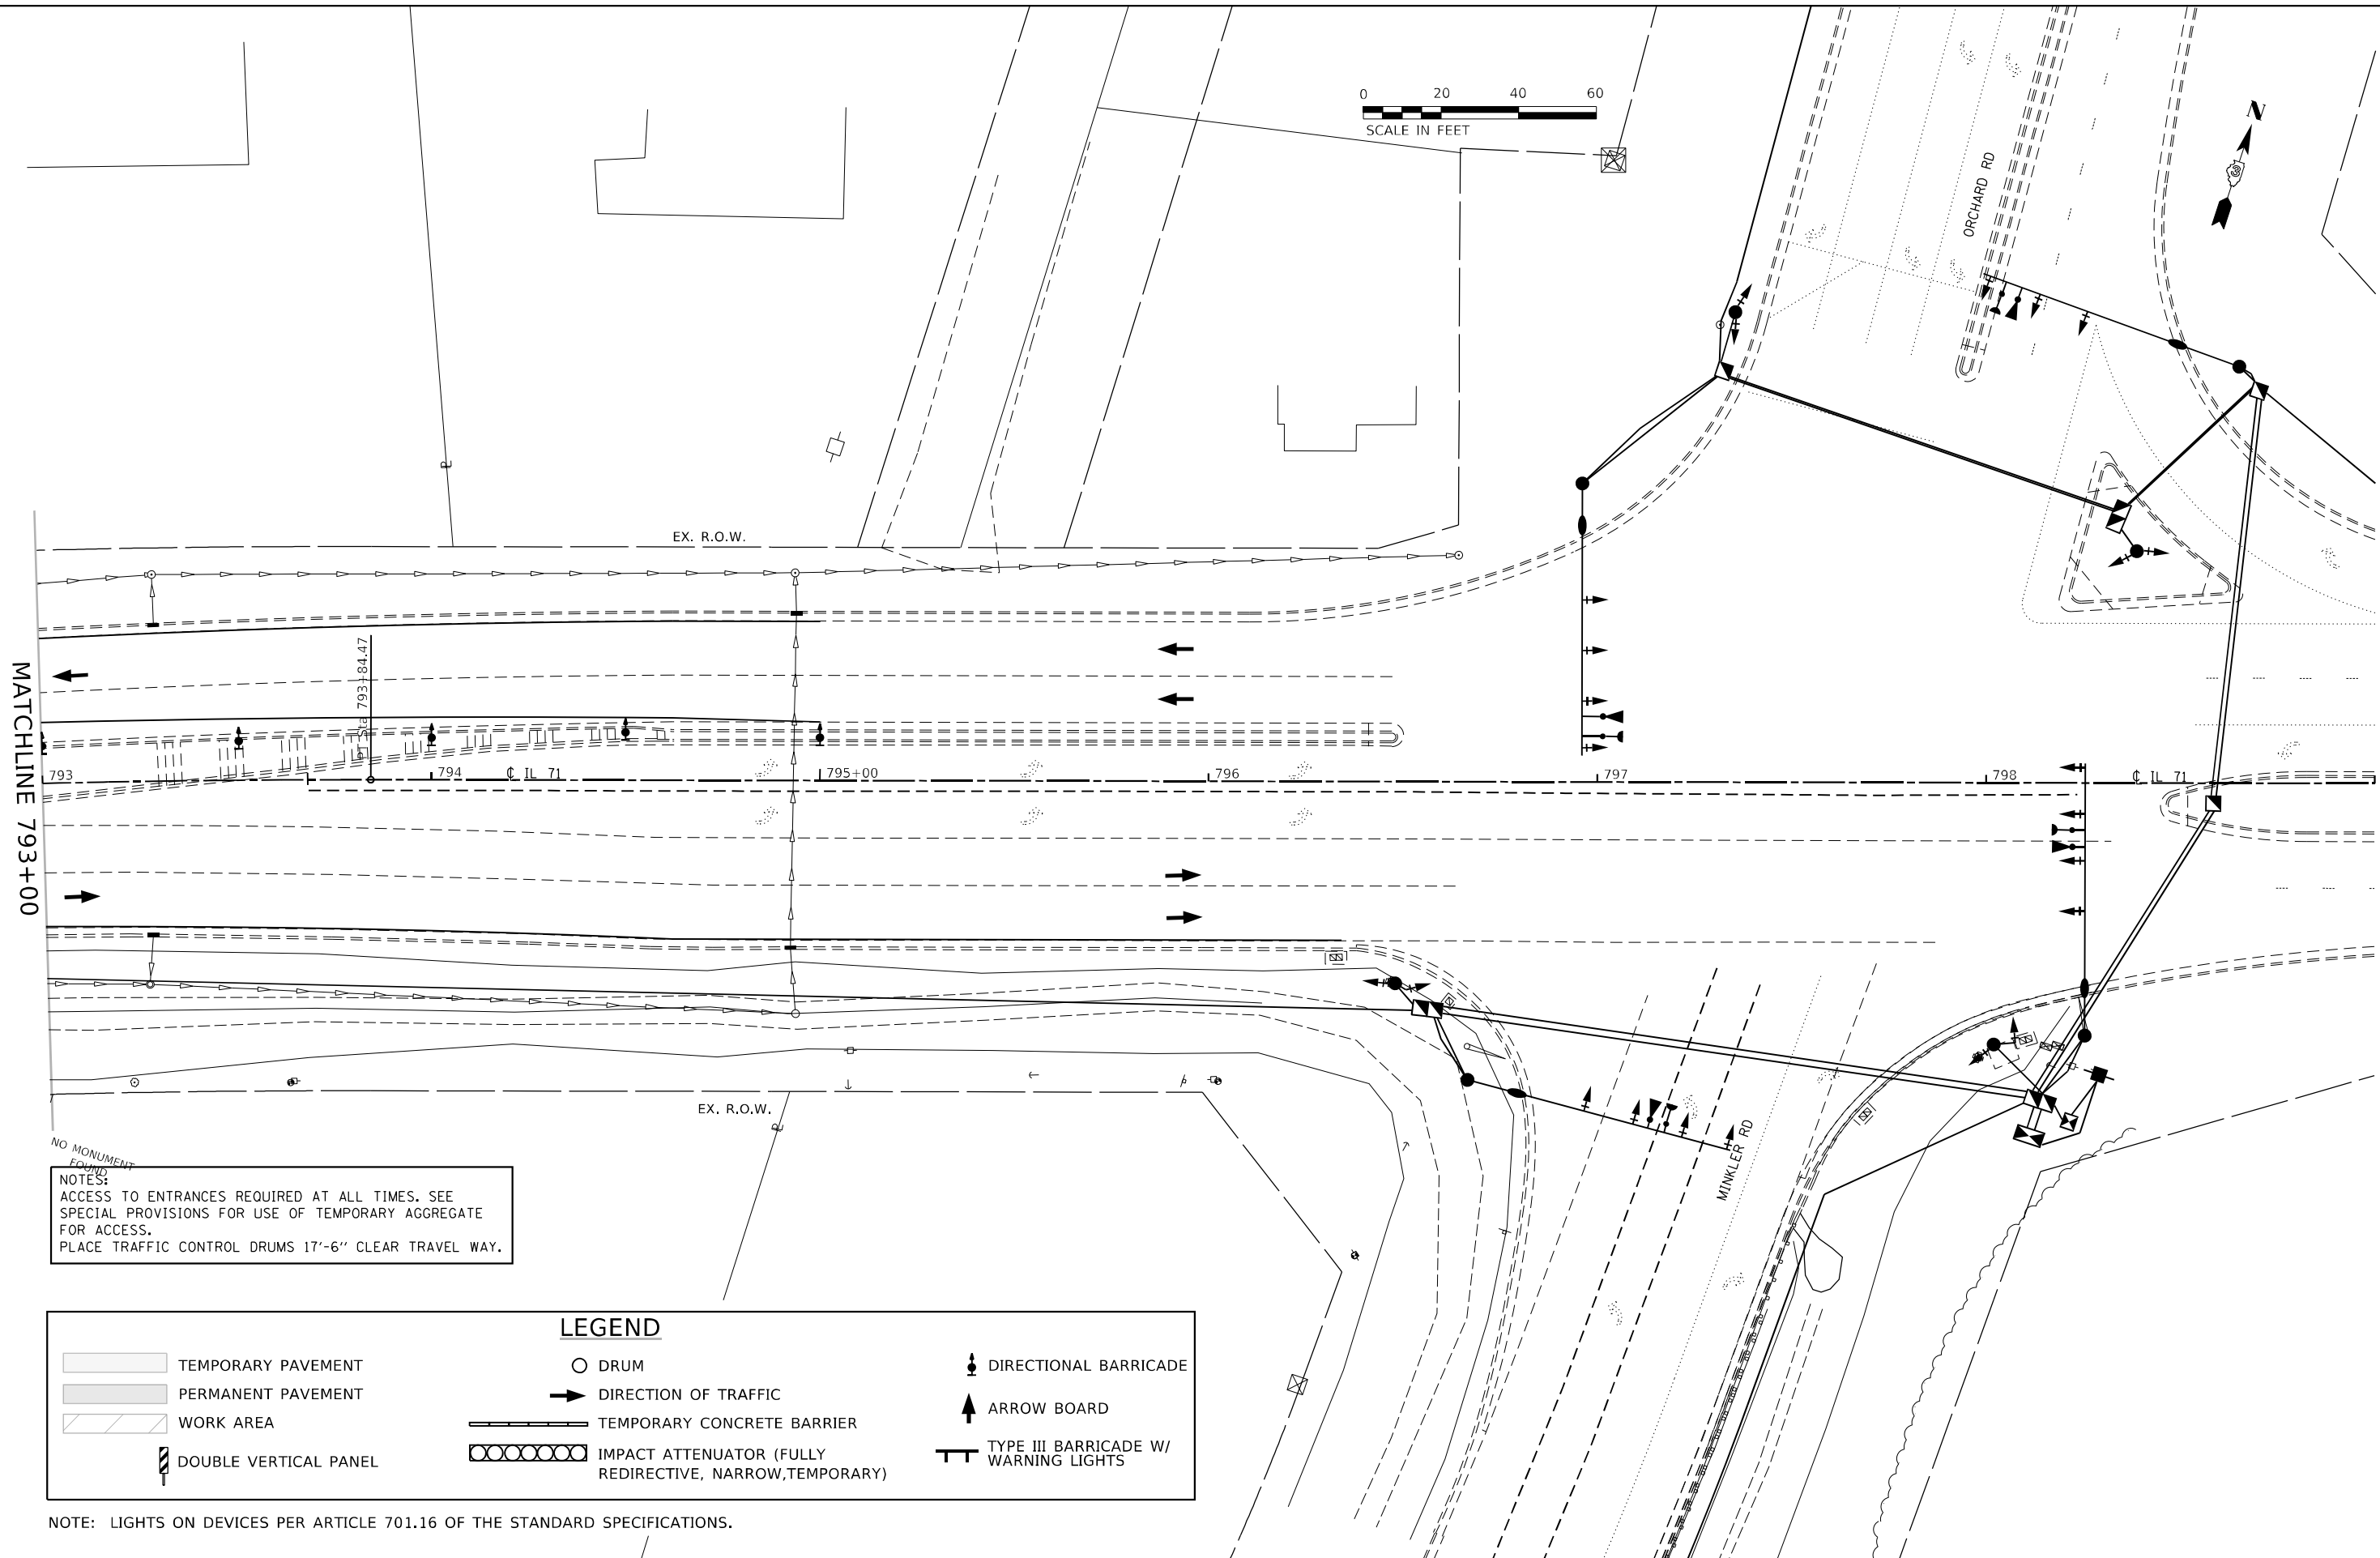 0 20 40 60
SCALE IN FEET
N
ORCHARD RD
EX. R.O.W.
MATCHLINE 793+00
PI Sta 793+84.47
793
794
℄ IL 71
795+00
796
797
798
℄ IL 71
EX. R.O.W.
MINKLER RD
NO MONUMENT
FOUND
NOTES:
ACCESS TO ENTRANCES REQUIRED AT ALL TIMES. SEE
SPECIAL PROVISIONS FOR USE OF TEMPORARY AGGREGATE
FOR ACCESS.
PLACE TRAFFIC CONTROL DRUMS 17'-6" CLEAR TRAVEL WAY.
LEGEND
TEMPORARY PAVEMENT
PERMANENT PAVEMENT
WORK AREA
DOUBLE VERTICAL PANEL
DRUM
DIRECTION OF TRAFFIC
TEMPORARY CONCRETE BARRIER
IMPACT ATTENUATOR (FULLY
REDIRECTIVE, NARROW,TEMPORARY)
DIRECTIONAL BARRICADE
ARROW BOARD
TYPE III BARRICADE W/
WARNING LIGHTS
NOTE: LIGHTS ON DEVICES PER ARTICLE 701.16 OF THE STANDARD SPECIFICATIONS.